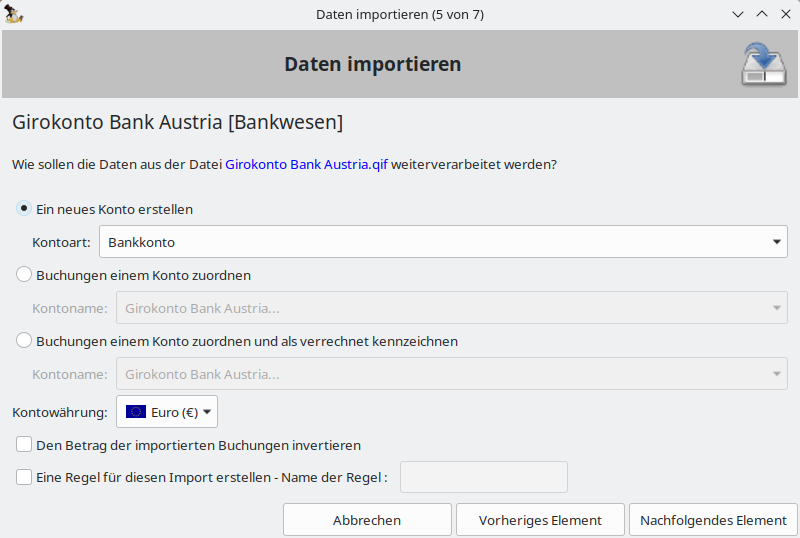 Daten importieren (5 von 7)
Daten importieren
Girokonto Bank Austria [Bankwesen]
Wie sollen die Daten aus der Datei Girokonto Bank Austria.qif weiterverarbeitet werden?
Ein neues Konto erstellen
Kontoart: Bankkonto
Buchungen einem Konto zuordnen
Kontoname: Girokonto Bank Austria...
Buchungen einem Konto zuordnen und als verrechnet kennzeichnen
Kontoname: Girokonto Bank Austria...
Kontowährung: Euro (€)
Den Betrag der importierten Buchungen invertieren
Eine Regel für diesen Import erstellen - Name der Regel :
Abbrechen Vorheriges Element Nachfolgendes Element